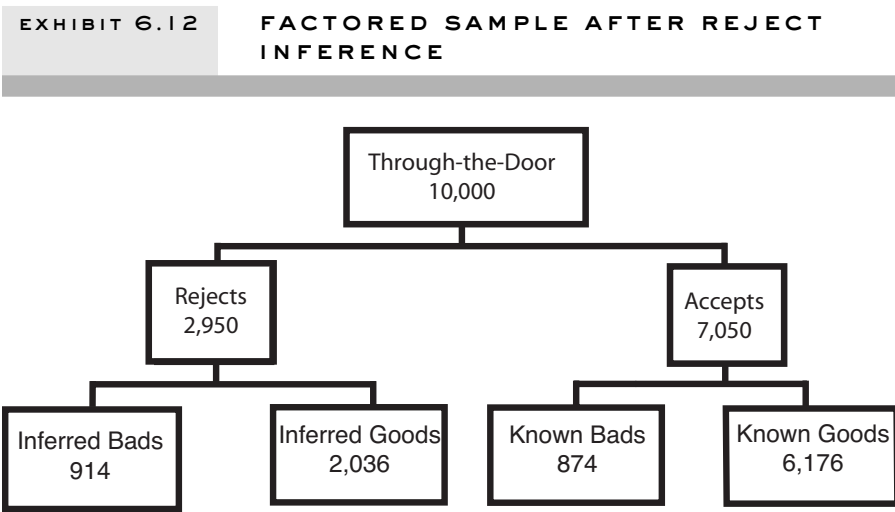 EXHIBIT 6.12
FACTORED SAMPLE AFTER REJECT
INFERENCE
Through-the-Door
10,000
Rejects
2,950
Accepts
7,050
Inferred Bads
914
Inferred Goods
2,036
Known Bads
874
Known Goods
6,176